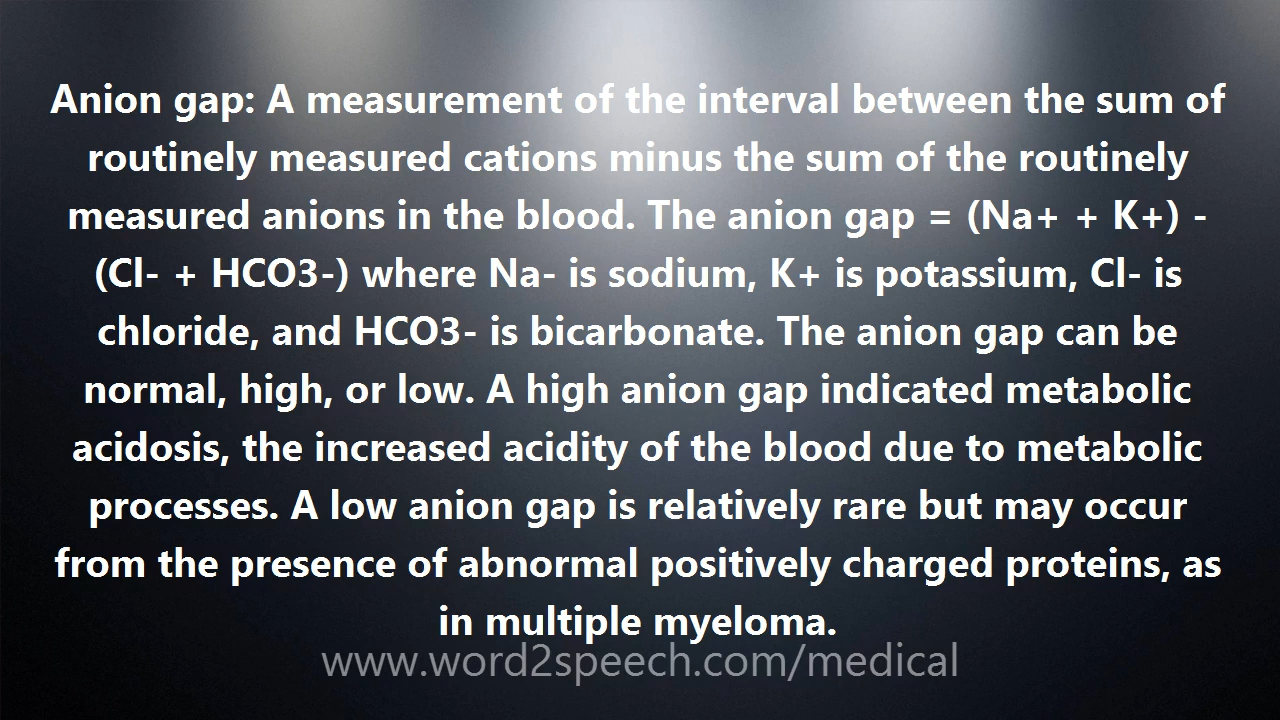 Anion gap: A measurement of the interval between the sum of
routinely measured cations minus the sum of the routinely
measured anions in the blood. The anion gap = (Na+ + K+) -
(Cl- + HCO3-) where Na- is sodium, K+ is potassium, Cl- is
chloride, and HCO3- is bicarbonate. The anion gap can be
normal, high, or low. A high anion gap indicated metabolic
acidosis, the increased acidity of the blood due to metabolic
processes. A low anion gap is relatively rare but may occur
from the presence of abnormal positively charged proteins, as
in multiple myeloma.
www.word2speech.com/medical